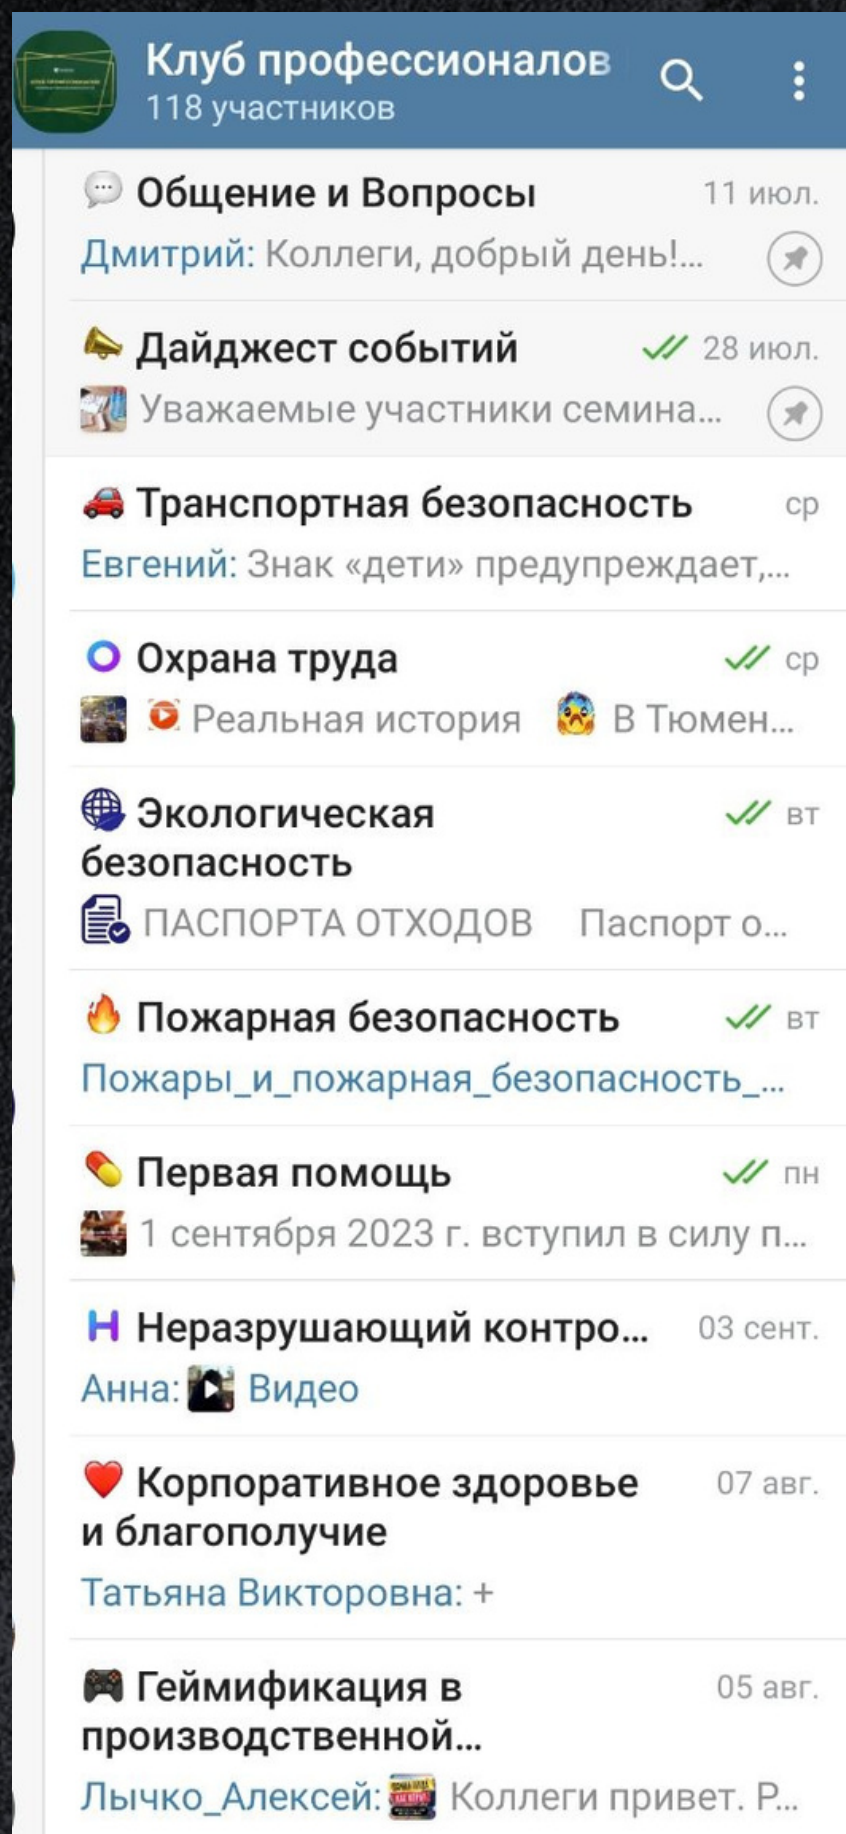 Клуб профессионалов
118 участников
Общение и Вопросы 11 июл.
Дмитрий: Коллеги, добрый день!...
Дайджест событий 28 июл.
Уважаемые участники семина...
Транспортная безопасность ср
Евгений: Знак «дети» предупреждает,...
Охрана труда ср
Реальная история В Тюмен...
Экологическая вт
безопасность
ПАСПОРТА ОТХОДОВ Паспорт о...
Пожарная безопасность вт
Пожары_и_пожарная_безопасность_...
Первая помощь пн
1 сентября 2023 г. вступил в силу п...
Неразрушающий контро... 03 сент.
Анна: Видео
Корпоративное здоровье 07 авг.
и благополучие
Татьяна Викторовна: +
Геймификация в 05 авг.
производственной...
Лычко_Алексей: Коллеги привет. Р...